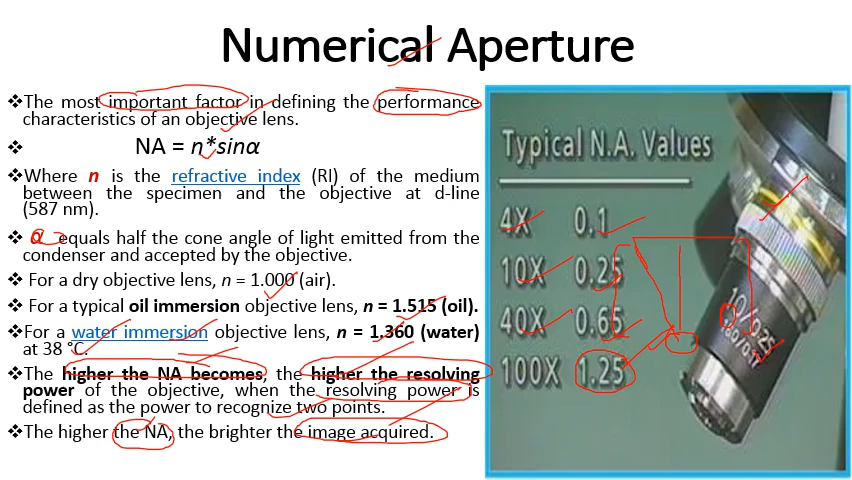 Numerical Aperture
❖The most important factor in defining the performance
characteristics of an objective lens.
❖ NA = n*sinα
❖Where n is the refractive index (RI) of the medium
between the specimen and the objective at d-line
(587 nm).
❖ α equals half the cone angle of light emitted from the
condenser and accepted by the objective.
❖ For a dry objective lens, n = 1.000 (air).
❖ For a typical oil immersion objective lens, n = 1.515 (oil).
❖For a water immersion objective lens, n = 1.360 (water)
at 38 °C.
❖The higher the NA becomes, the higher the resolving
power of the objective, when the resolving power is
defined as the power to recognize two points.
❖The higher the NA, the brighter the image acquired.
Typical N.A. Values
4X 0.1
10X 0.25
40X 0.65
100X 1.25
10/0.25